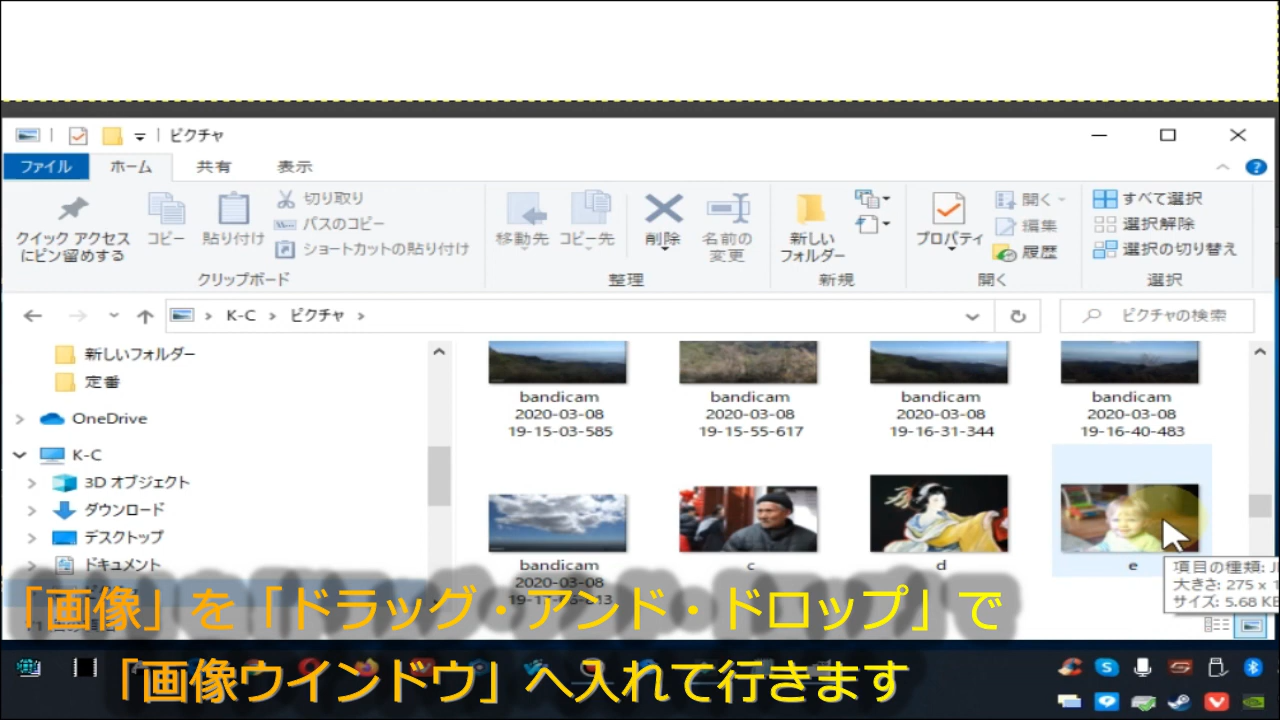 ピクチャ
ファイル ホーム 共有 表示
クイック アクセスにピン留めする
コピー
貼り付け
切り取り
パスのコピー
ショートカットの貼り付け
クリップボード
移動先
コピー先
削除
名前の変更
整理
新しいフォルダー
新規
プロパティ
開く
編集
履歴
開く
すべて選択
選択解除
選択の切り替え
選択
K-C > ピクチャ >
ピクチャの検索
新しいフォルダー
定番
OneDrive
K-C
3D オブジェクト
ダウンロード
デスクトップ
ドキュメント
bandicam
2020-03-08
19-15-03-585
bandicam
2020-03-08
19-15-55-617
bandicam
2020-03-08
19-16-31-344
bandicam
2020-03-08
19-16-40-483
bandicam
2020-03-08
c
d
e
項目の種類:
大きさ: 275 x
サイズ: 5.68 KB
「画像」を「ドラッグ・アンド・ドロップ」で
「画像ウインドウ」へ入れて行きます